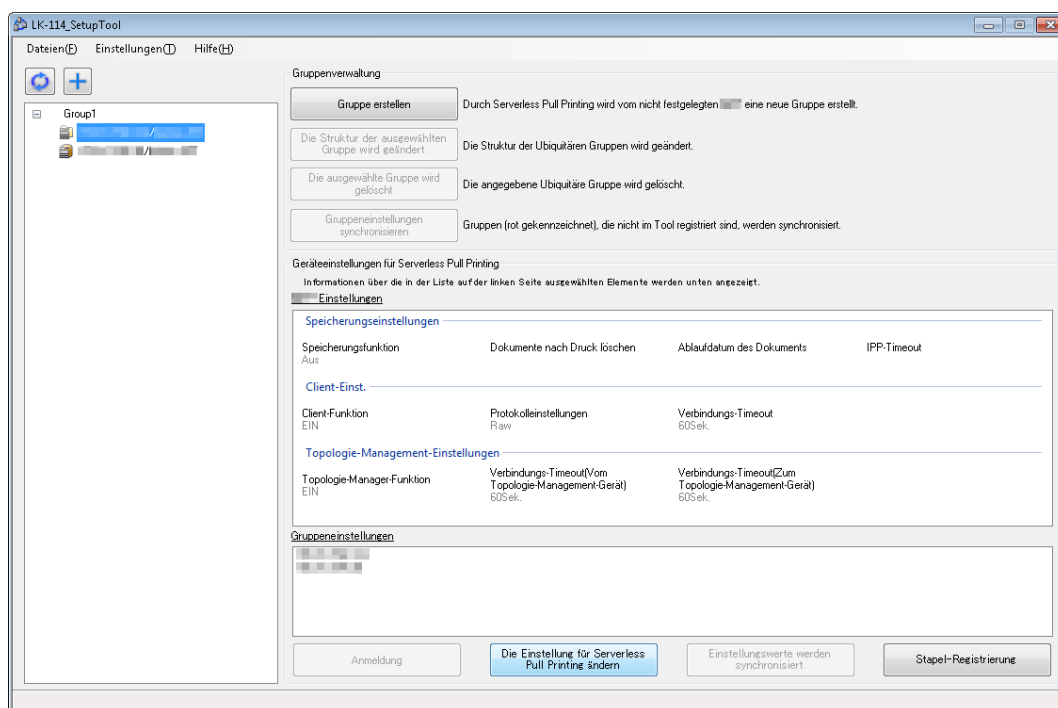 LK-114_SetupTool
Dateien(F) Einstellungen(T) Hilfe(H)
Group1
/
/
Gruppenverwaltung
Gruppe erstellen
Durch Serverless Pull Printing wird vom nicht festgelegten eine neue Gruppe erstellt.
Die Struktur der ausgewählten
Gruppe wird geändert
Die Struktur der Ubiquitären Gruppen wird geändert.
Die ausgewählte Gruppe wird
gelöscht
Die angegebene Ubiquitäre Gruppe wird gelöscht.
Gruppeneinstellungen
synchronisieren
Gruppen (rot gekennzeichnet), die nicht im Tool registriert sind, werden synchronisiert.
Geräteeinstellungen für Serverless Pull Printing
Informationen über die in der Liste auf der linken Seite ausgewählten Elemente werden unten angezeigt.
Einstellungen
Speicherungseinstellungen
Speicherungsfunktion Dokumente nach Druck löschen Ablaufdatum des Dokuments IPP-Timeout
Aus
Client-Einst.
Client-Funktion Protokolleinstellungen Verbindungs-Timeout
EIN Raw 60Sek.
Topologie-Management-Einstellungen
Topologie-Manager-Funktion
EIN
Verbindungs-Timeout(Vom
Topologie-Management-Gerät)
60Sek.
Verbindungs-Timeout(Zum
Topologie-Management-Gerät)
60Sek.
Gruppeneinstellungen
Anmeldung
Die Einstellung für Serverless
Pull Printing ändern
Einstellungswerte werden
synchronisiert
Stapel-Registrierung